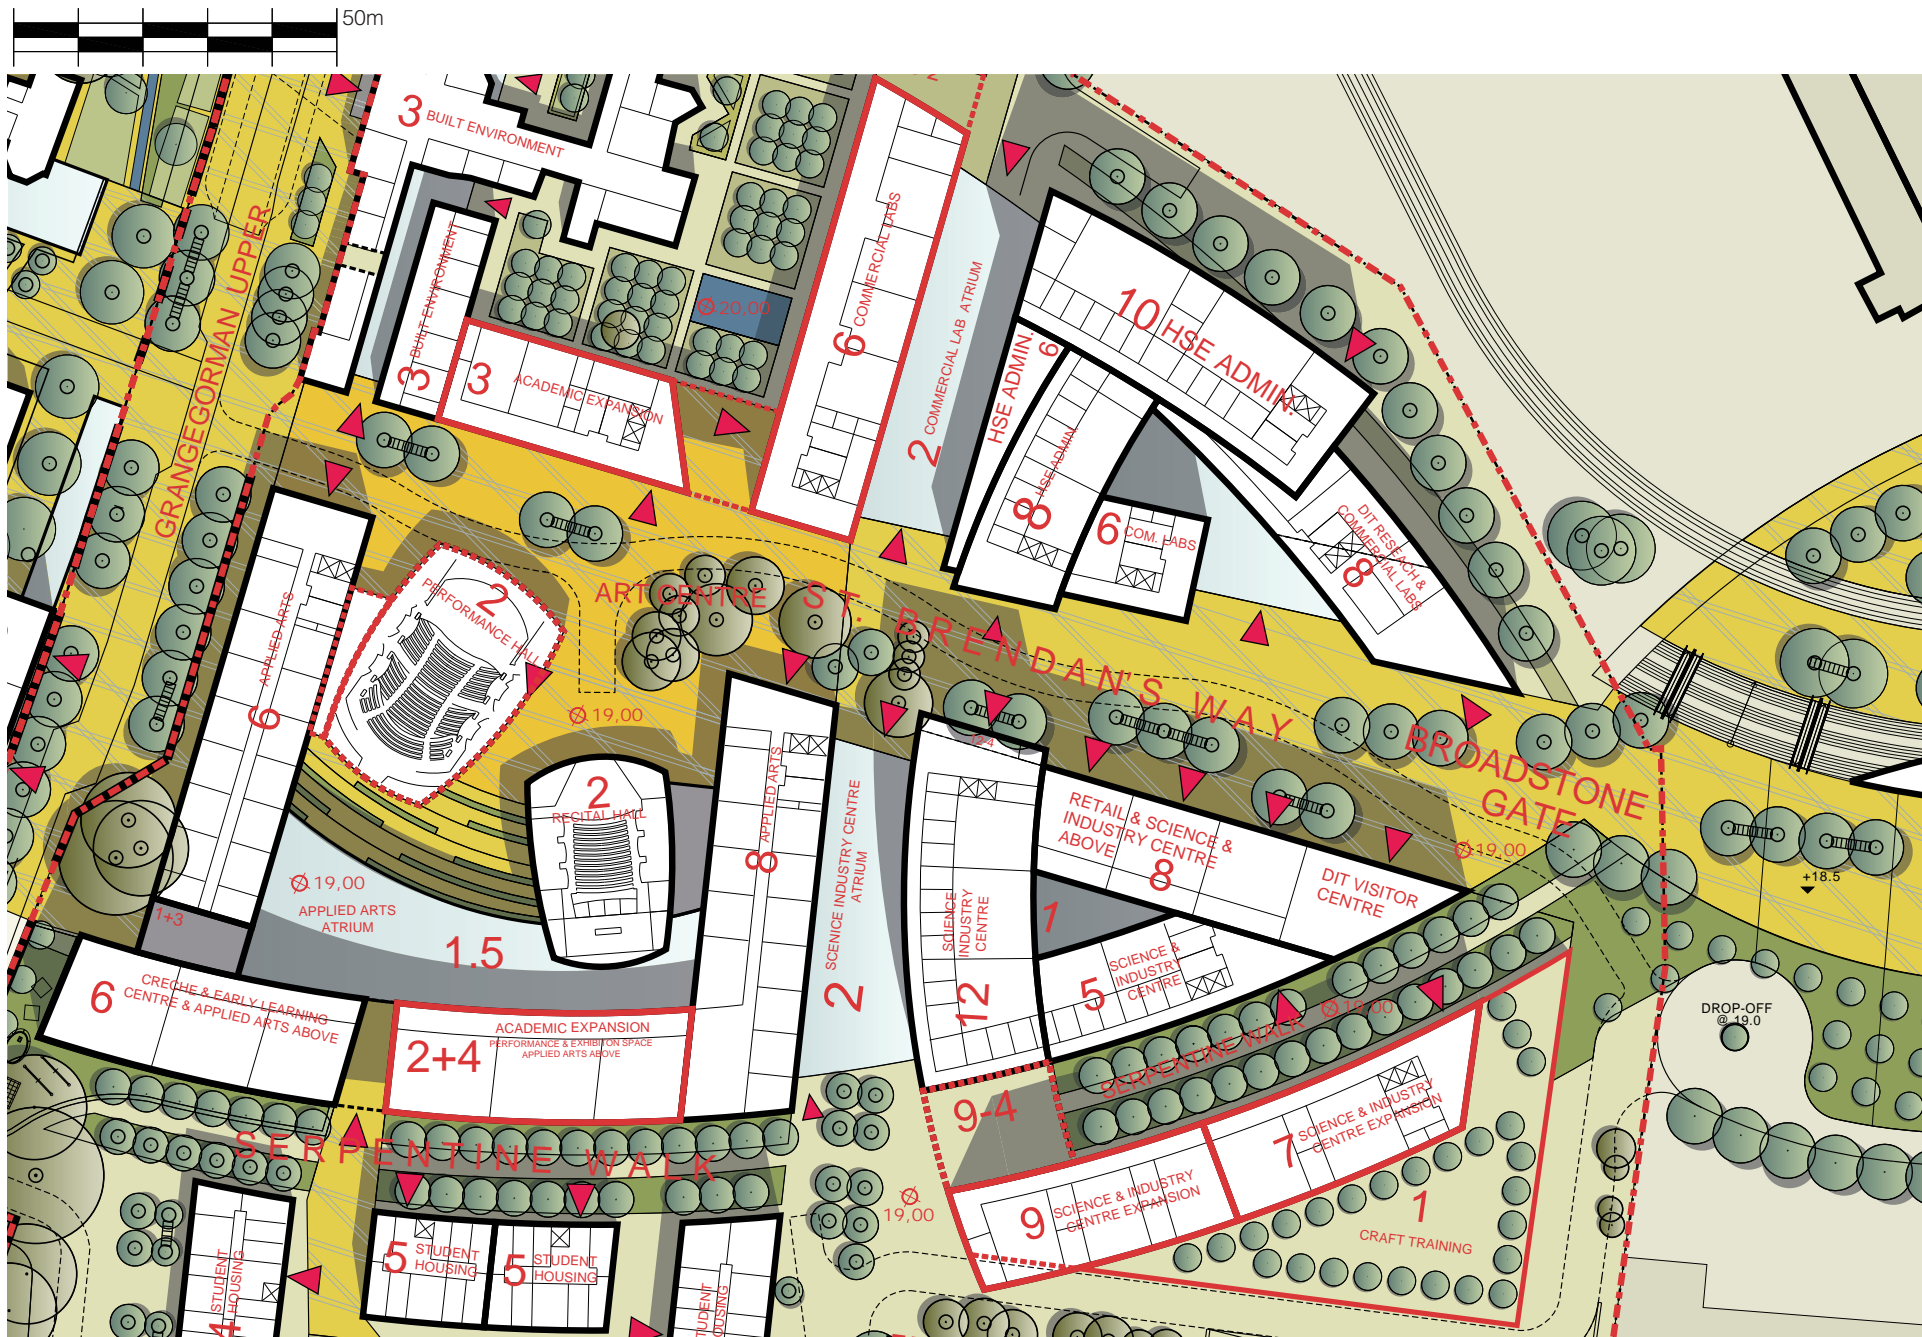 50m
3 BUILT ENVIRONMENT
GRANGEGORMAN UPPER
3 BUILT ENVIRONMENT
3 ACADEMIC EXPANSION
20,00
6 COMMERCIAL LABS
2 COMMERCIAL LAB ATRIUM
10 HSE ADMIN.
HSE ADMIN. 6
8 HSE ADMIN.
6 COM. LABS
DIT RESEARCH &
COMMERCIAL LABS
8
6 APPLIED ARTS
2
PERFORMANCE HALL
ART CENTRE
19,00
ST. BRENDAN'S WAY
BROADSTONE
GATE
19,00
+18.5
2
RECITAL HALL
8 APPLIED ARTS
2 SCENICE INDUSTRY CENTRE
ATRIUM
12-4
12
SCIENCE
INDUSTRY
CENTRE
RETAIL & SCIENCE &
INDUSTRY CENTRE
ABOVE
8
DIT VISITOR
CENTRE
1
5
SCIENCE &
INDUSTRY
CENTRE
19,00
APPLIED ARTS
ATRIUM
1.5
1+3
6
CRECHE & EARLY LEARNING
CENTRE & APPLIED ARTS ABOVE
2+4
ACADEMIC EXPANSION
PERFORMANCE & EXHIBITON SPACE
APPLIED ARTS ABOVE
SERPENTINE WALK
19,00
DROP-OFF
@ 19.0
9-4
SERPENTINE WALK
7
SCIENCE & INDUSTRY
CENTRE EXPANSION
9
SCIENCE & INDUSTRY
CENTRE EXPANSION
19,00
1
CRAFT TRAINING
4
STUDENT
HOUSING
5
STUDENT
HOUSING
5
STUDENT
HOUSING